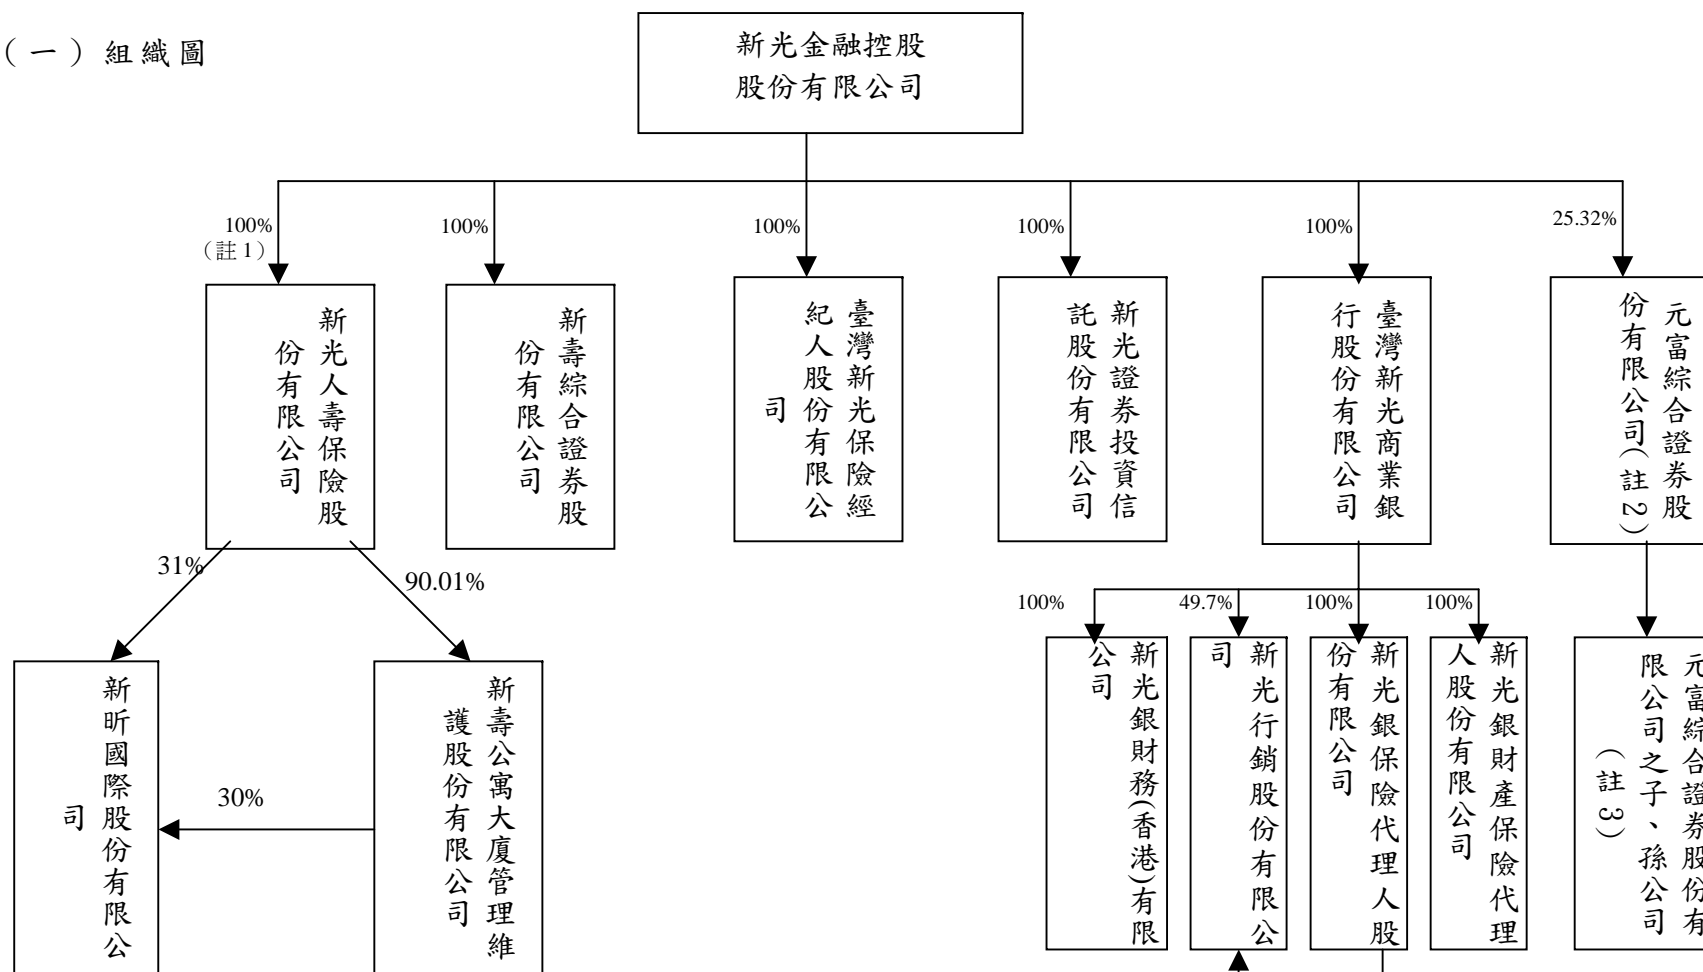 （一）組織圖
新光金融控股
股份有限公司
100%
（註1）
100%
100%
100%
100%
25.32%
新光人壽保險股
份有限公司
新壽綜合證券股
份有限公司
臺灣新光保險經
紀人股份有限公
司
新光證券投資信
託股份有限公司
臺灣新光商業銀
行股份有限公司
元富綜合證券股
份有限公司(註2)
31%
90.01%
100%
49.7%
100%
100%
新昕國際股份有限公
司
30%
新壽公寓大廈管理維
護股份有限公司
新光銀財務(香港)有限
公司
新光行銷股份有限公
司
新光銀保險代理人股
份有限公司
新光銀財產保險代理
人股份有限公司
元富綜合證券股份有
限公司之子、孫公司
(註3)